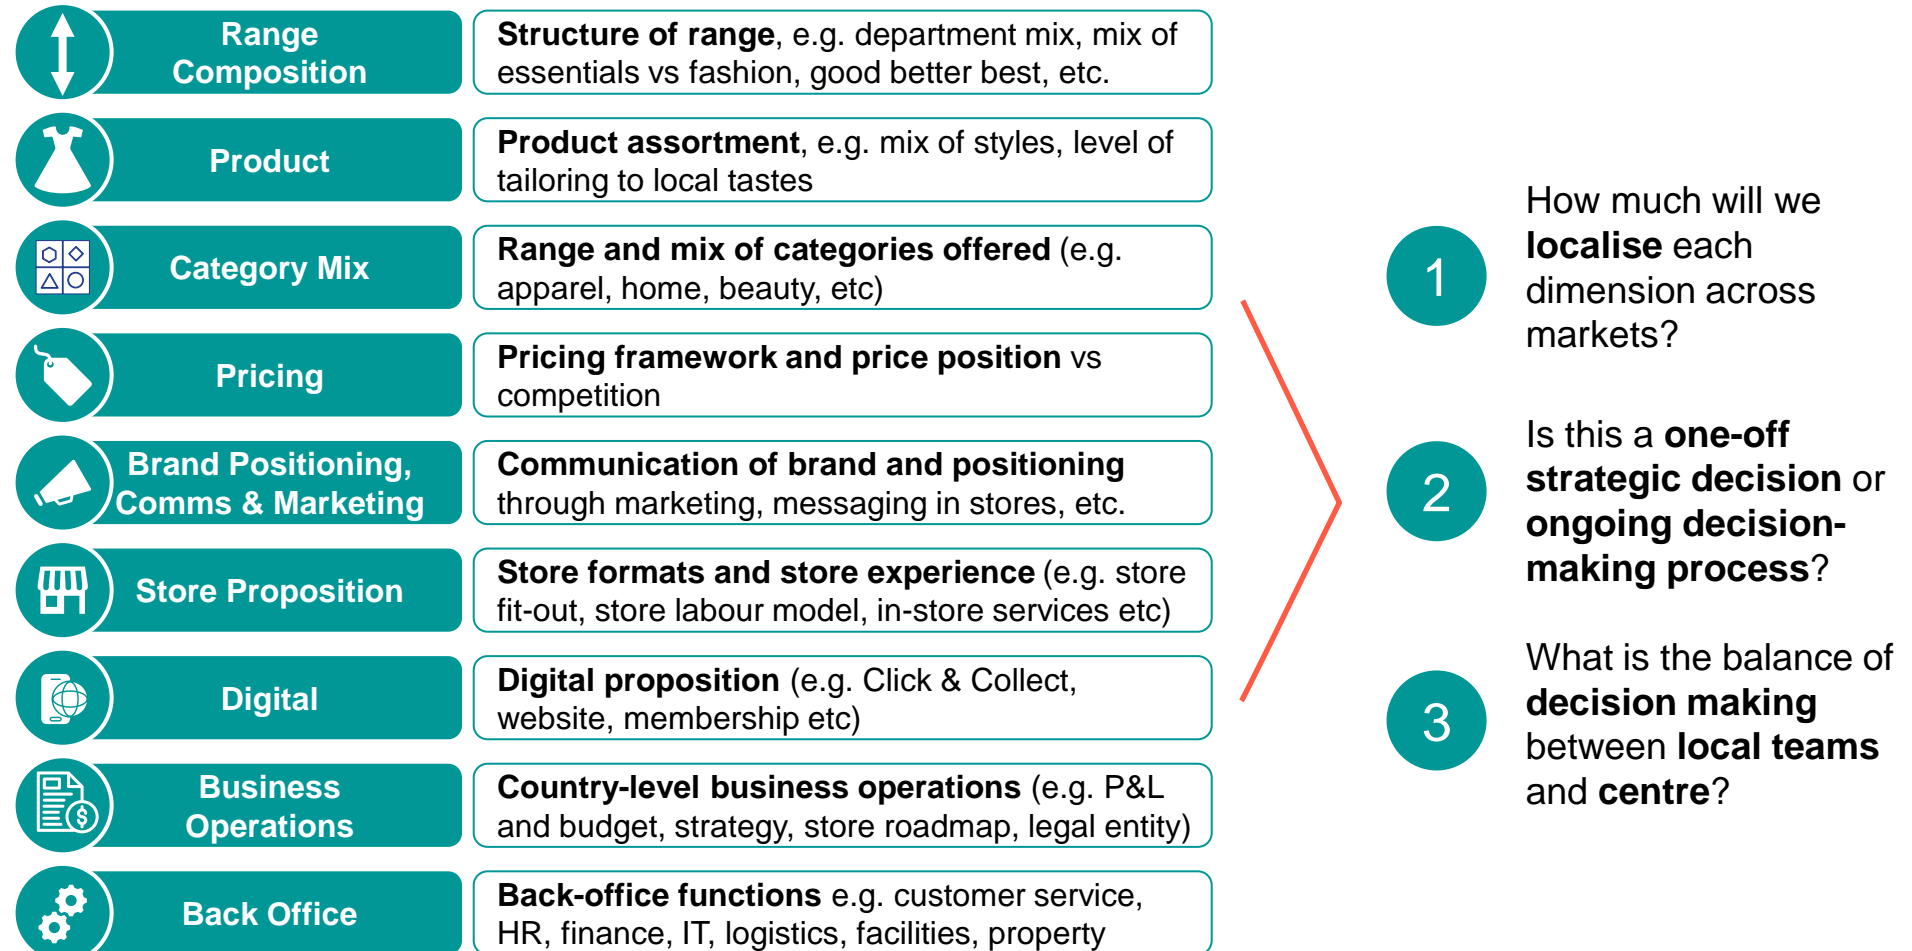 Range
Composition
Structure of range, e.g. department mix, mix of
essentials vs fashion, good better best, etc.
Product
Product assortment, e.g. mix of styles, level of
tailoring to local tastes
Category Mix
Range and mix of categories offered (e.g.
apparel, home, beauty, etc)
Pricing
Pricing framework and price position vs
competition
Brand Positioning,
Comms & Marketing
Communication of brand and positioning
through marketing, messaging in stores, etc.
Store Proposition
Store formats and store experience (e.g. store
fit-out, store labour model, in-store services etc)
Digital
Digital proposition (e.g. Click & Collect,
website, membership etc)
$
Business
Operations
Country-level business operations (e.g. P&L
and budget, strategy, store roadmap, legal entity)
Back Office
Back-office functions e.g. customer service,
HR, finance, IT, logistics, facilities, property
1
How much will we
localise each
dimension across
markets?
2
Is this a one-off
strategic decision or
ongoing decision-
making process?
3
What is the balance of
decision making
between local teams
and centre?